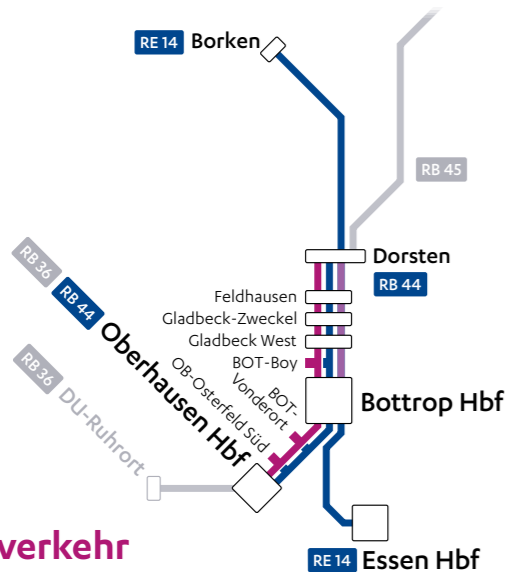 RE 14 Borken
RB 45
Dorsten
RB 44
Feldhausen
Gladbeck-Zweckel
Gladbeck West
BOT-Boy
BOT-
Vonderort
OB-Osterfeld Süd
Bottrop Hbf
RB 36
RB 44 Oberhausen Hbf
RB 36 DU-Ruhrort
verkehr
RE 14 Essen Hbf